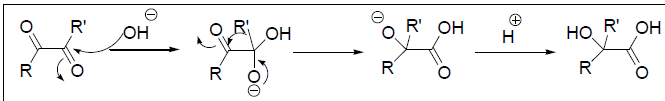 O R' OH ⊖ O R' OH ⊖ O R' OH H ⊕ HO R' OH
R O R O ⊖ R O R O